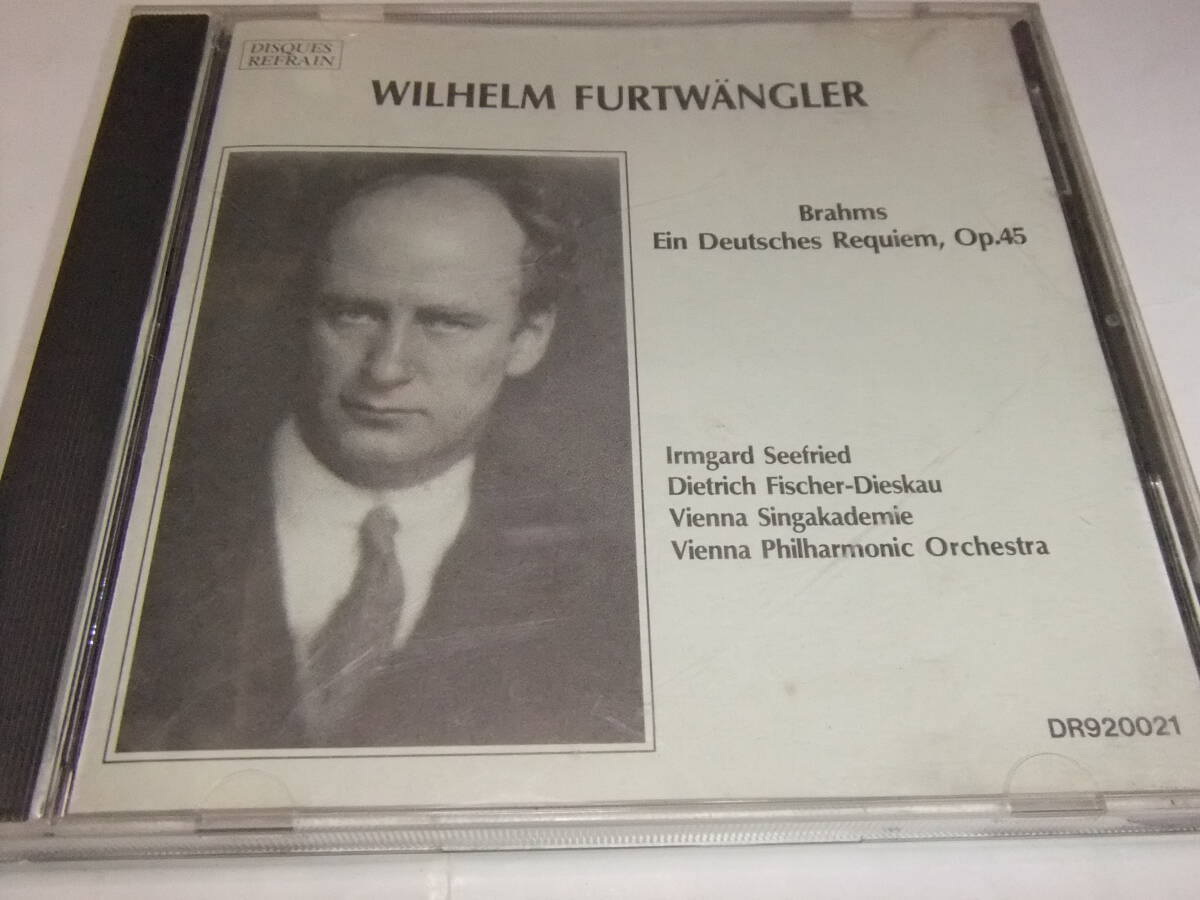 DISQUES
REFRAIN
WILHELM FURTWÄNGLER
Brahms
Ein Deutsches Requiem, Op.45
Irmgard Seefried
Dietrich Fischer-Dieskau
Vienna Singakademie
Vienna Philharmonic Orchestra
DR920021